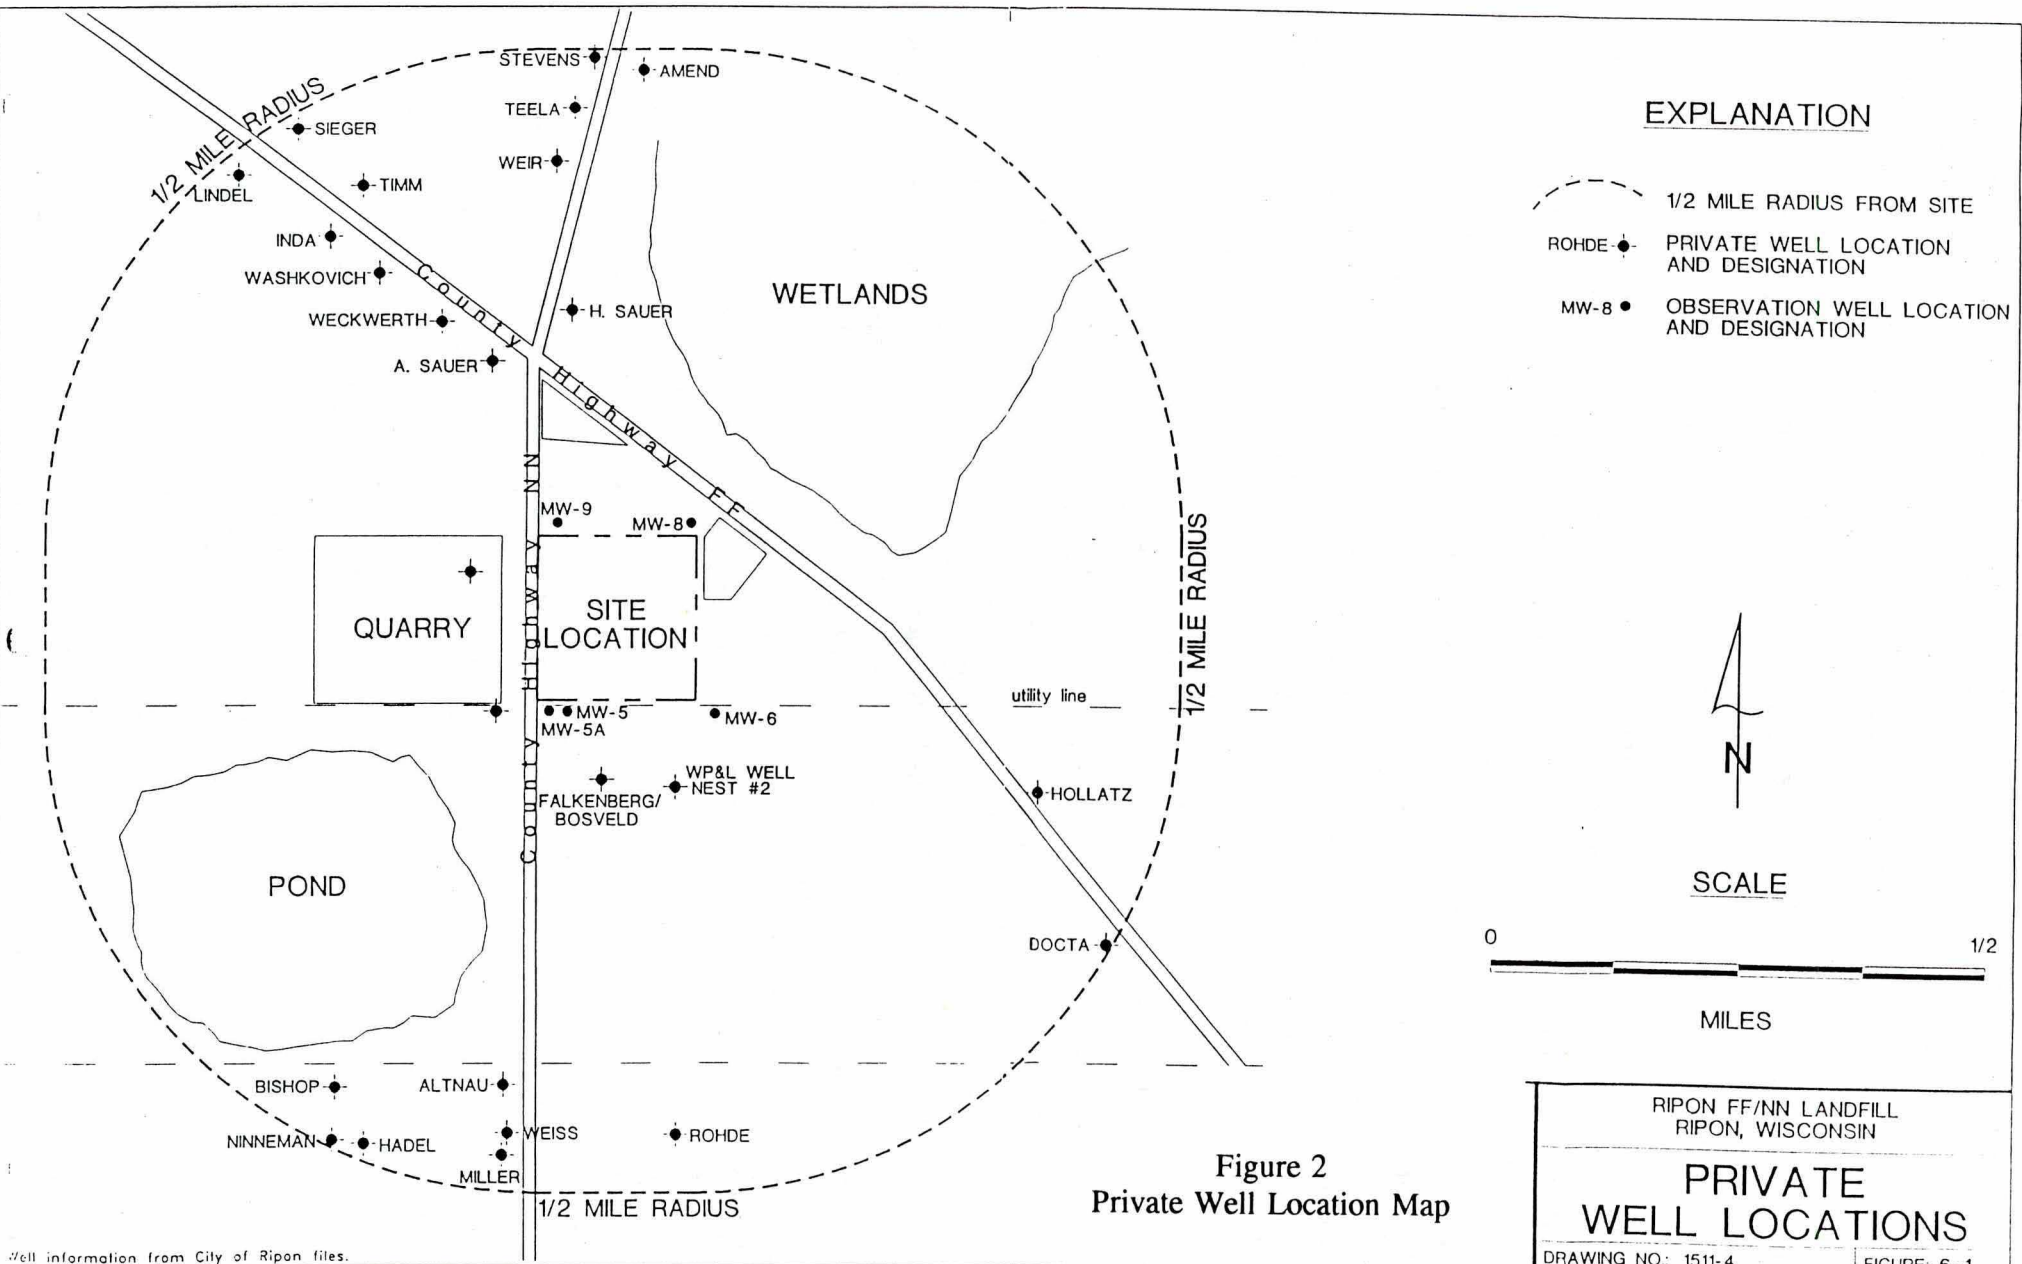 STEVENS
AMEND
TEELA
WEIR
1/2 MILE RADIUS
SIEGER
LINDEL
TIMM
INDA
WASHKOVICH
WECKWERTH
A. SAUER
H. SAUER
WETLANDS
County Highway FF
County Highway NN
MW-9
MW-8
QUARRY
SITE
LOCATION
1/2 MILE RADIUS
utility line
MW-5
MW-5A
MW-6
FALKENBERG/
BOSVELD
WP&L WELL
NEST #2
HOLLATZ
POND
DOCTA
BISHOP
ALTNAU
NINNEMAN
HADEL
WEISS
MILLER
ROHDE
1/2 MILE RADIUS
EXPLANATION
1/2 MILE RADIUS FROM SITE
ROHDE
PRIVATE WELL LOCATION
AND DESIGNATION
MW-8
OBSERVATION WELL LOCATION
AND DESIGNATION
N
SCALE
0 1/2
MILES
Figure 2
Private Well Location Map
RIPON FF/NN LANDFILL
RIPON, WISCONSIN
PRIVATE
WELL LOCATIONS
DRAWING NO.: 1511-4
FIGURE: 6-1
Well information from City of Ripon files.